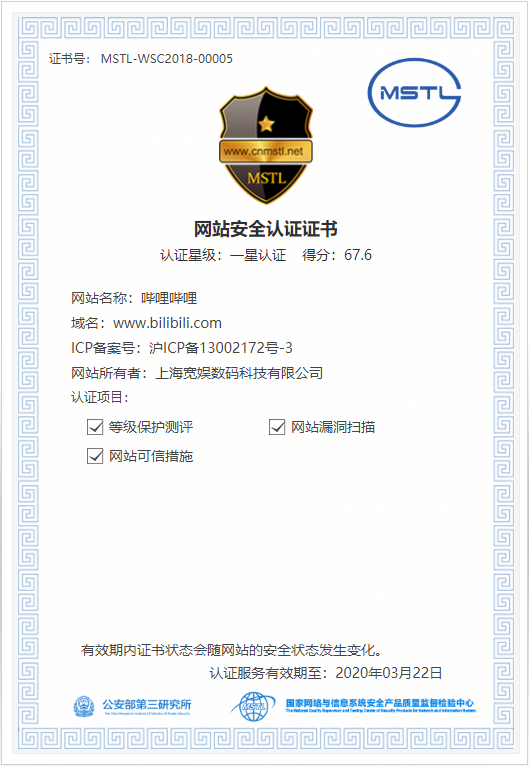 证书号: MSTL-WSC2018-00005
MSTL
www.cnmstl.net
MSTL
网站安全认证证书
认证星级: 一星认证 得分: 67.6
网站名称: 哔哩哔哩
域名: www.bilibili.com
ICP备案号: 沪ICP备13002172号-3
网站所有者: 上海宽娱数码科技有限公司
认证项目:
等级保护测评 网站漏洞扫描
网站可信措施
有效期内证书状态会随网站的安全状态发生变化。
认证服务有效期至: 2020年03月22日
公安部第三研究所
The Third Research Institute of Ministry Of Public Security
MSTL
国家网络与信息系统安全产品质量监督检验中心
The National Quality Supervision and Testing Center of Security Products for Network and Information System